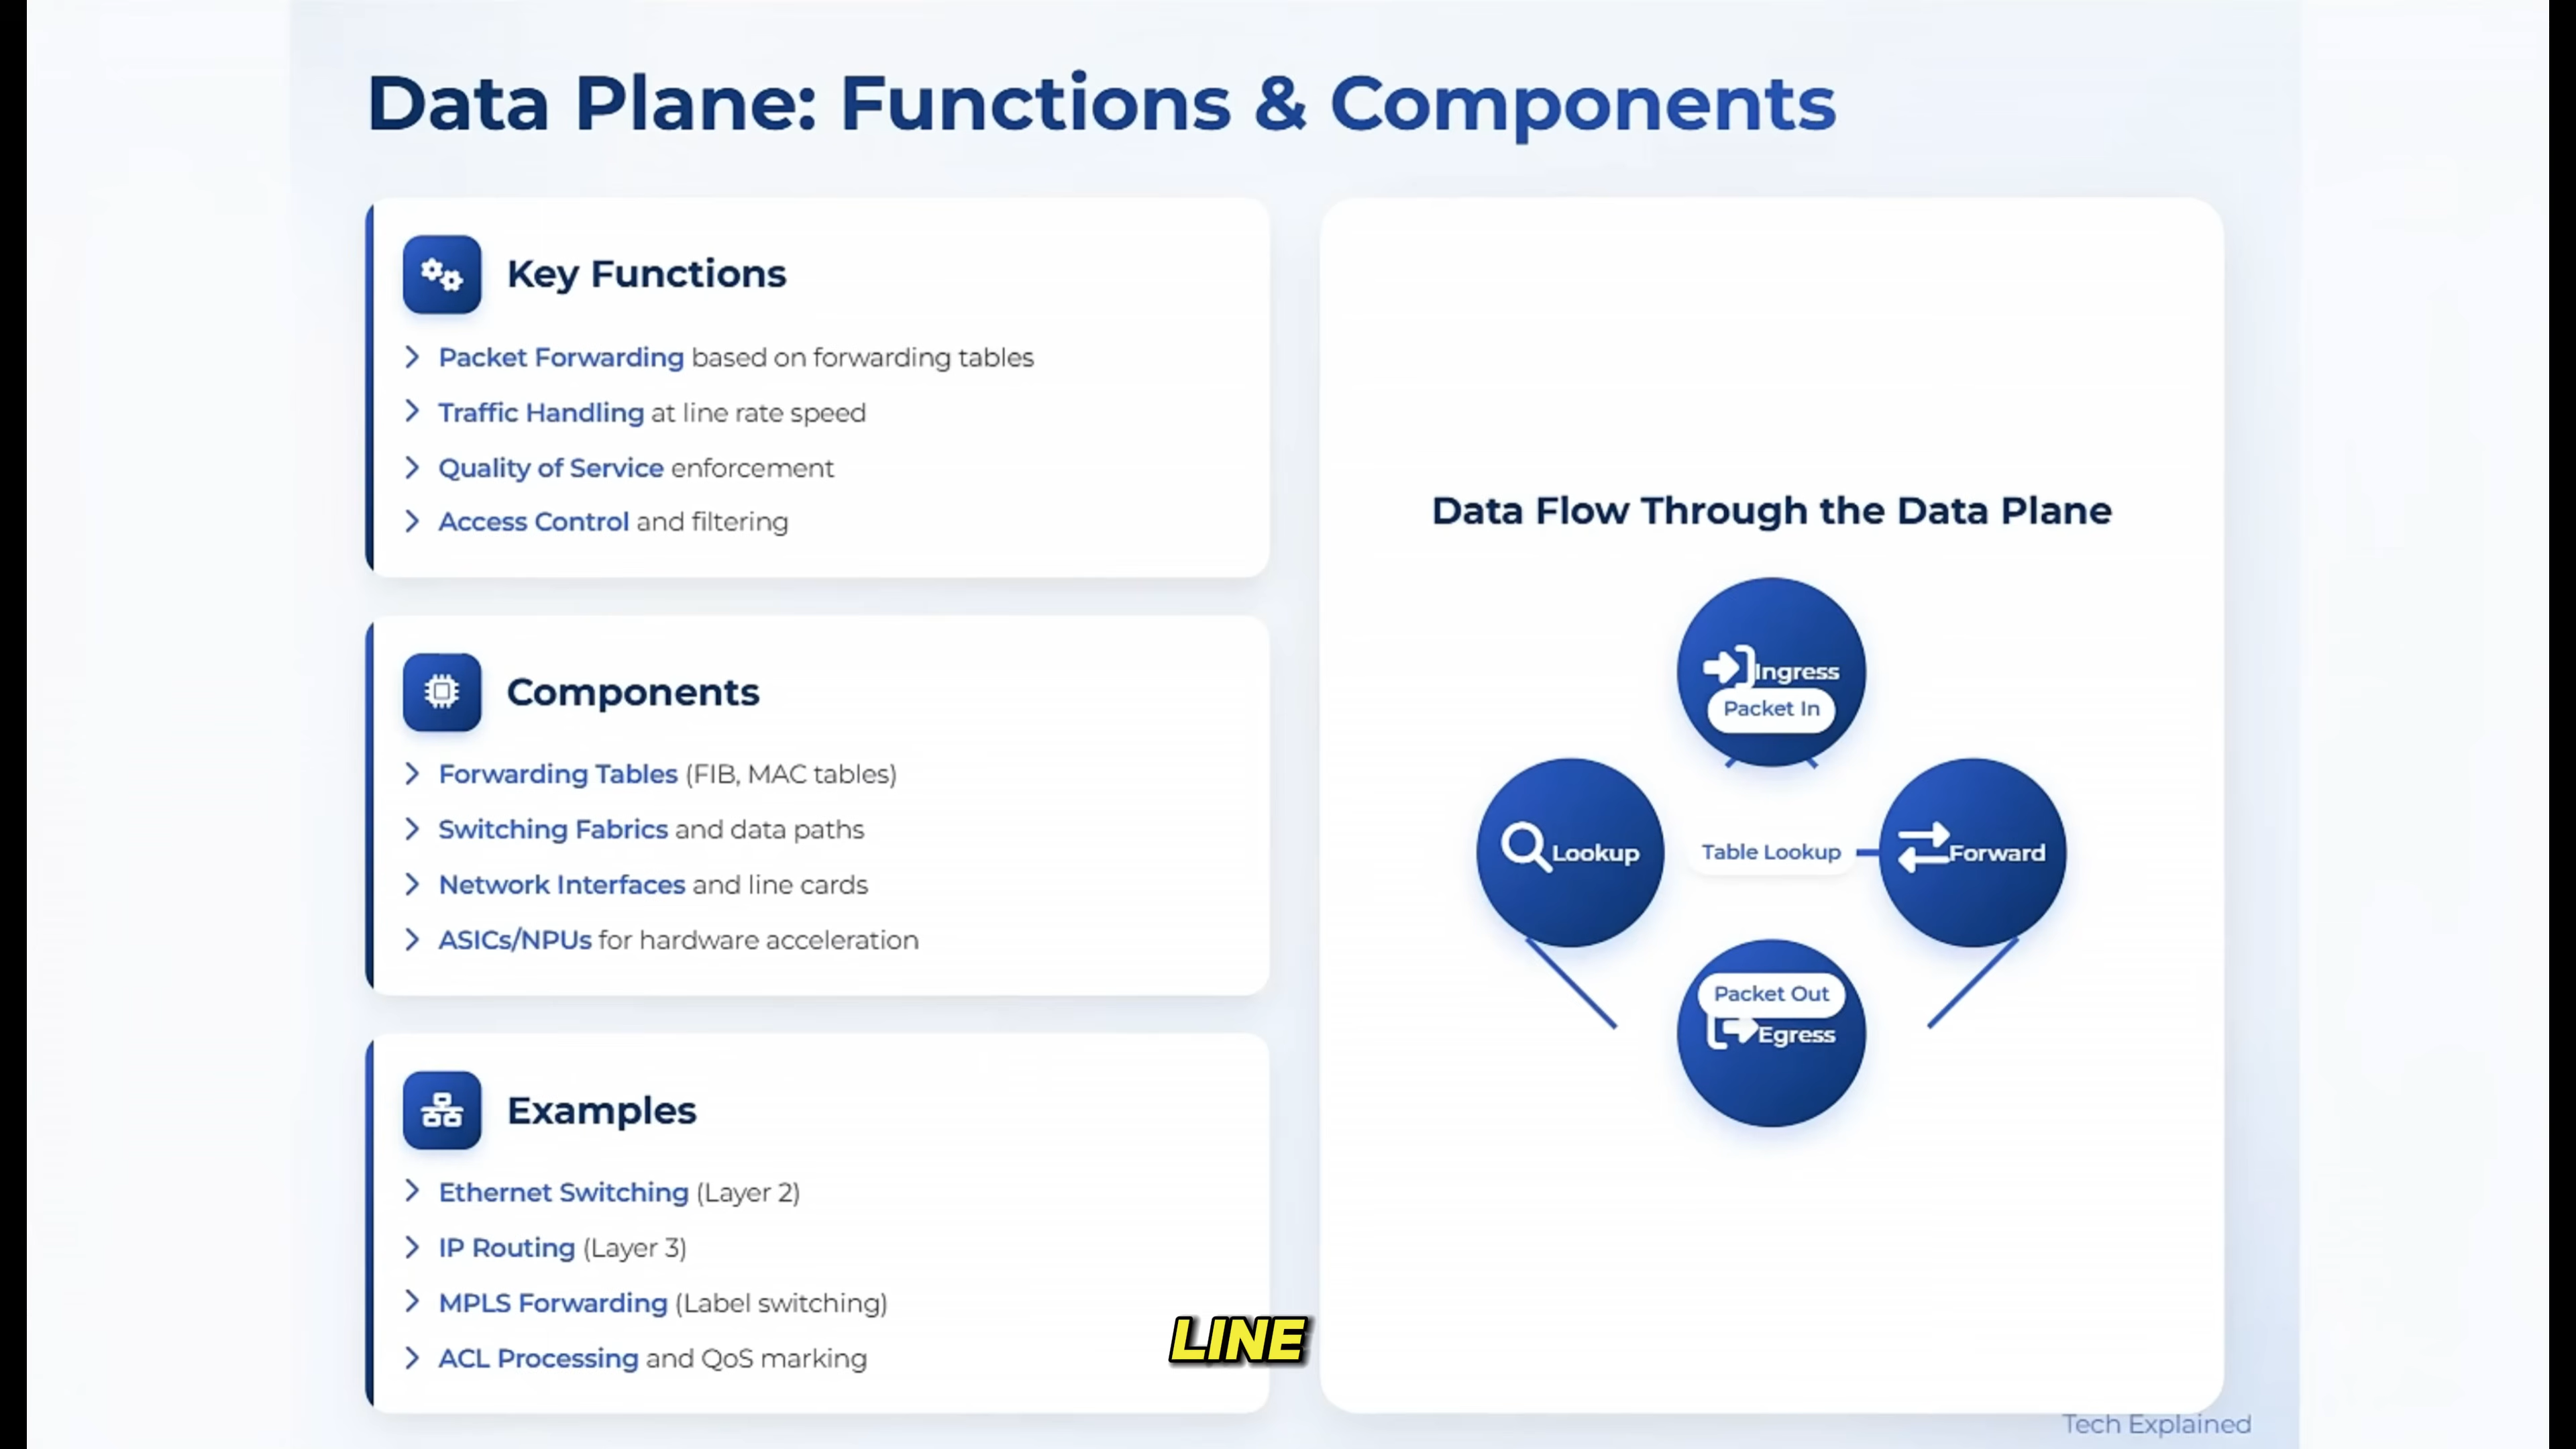 Data Plane: Functions & Components
Key Functions
Packet Forwarding based on forwarding tables
Traffic Handling at line rate speed
Quality of Service enforcement
Access Control and filtering
Components
Forwarding Tables (FIB, MAC tables)
Switching Fabrics and data paths
Network Interfaces and line cards
ASICs/NPUs for hardware acceleration
Examples
Ethernet Switching (Layer 2)
IP Routing (Layer 3)
MPLS Forwarding (Label switching)
ACL Processing and QoS marking
Data Flow Through the Data Plane
Ingress
Packet In
Lookup
Table Lookup
Forward
Packet Out
Egress
LINE
Tech Explained